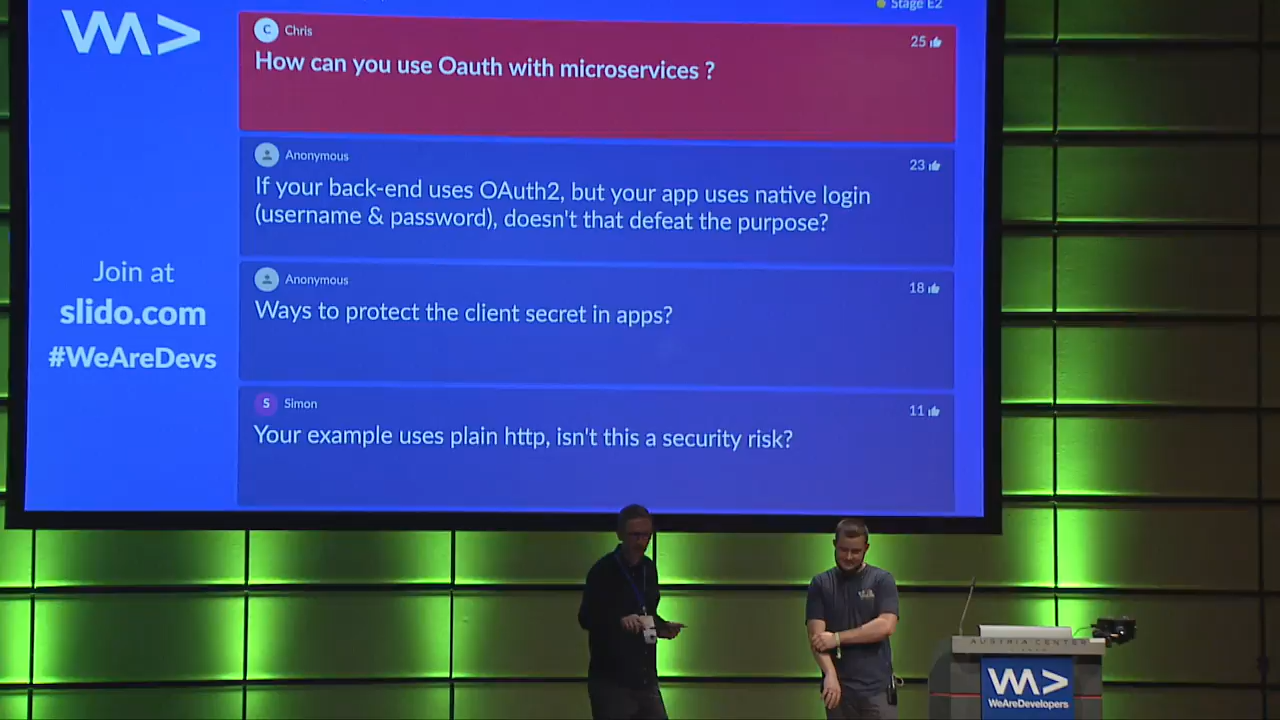 Stage E2
C Chris
25
How can you use Oauth with microservices ?
Anonymous
23
If your back-end uses OAuth2, but your app uses native login
(username & password), doesn't that defeat the purpose?
Anonymous
18
Ways to protect the client secret in apps?
S Simon
11
Your example uses plain http, isn't this a security risk?
Join at
slido.com
#WeAreDevs
AUSTRIA CENTER
WeAreDevelopers